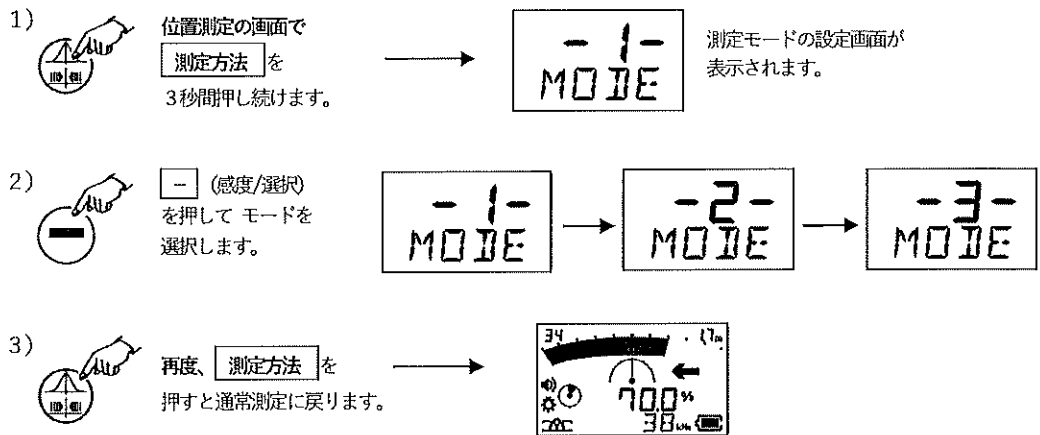 1)
位置測定の画面で
測定方法 を
３秒間押し続けます。
- 1 -
MODE
測定モードの設定画面が
表示されます。
2)
－ (感度/選択)
を押して モードを
選択します。
- 1 -
MODE
- 2 -
MODE
- 3 -
MODE
3)
再度、 測定方法 を
押すと通常測定に戻ります。
34
1.7m
70.0%
38kHz